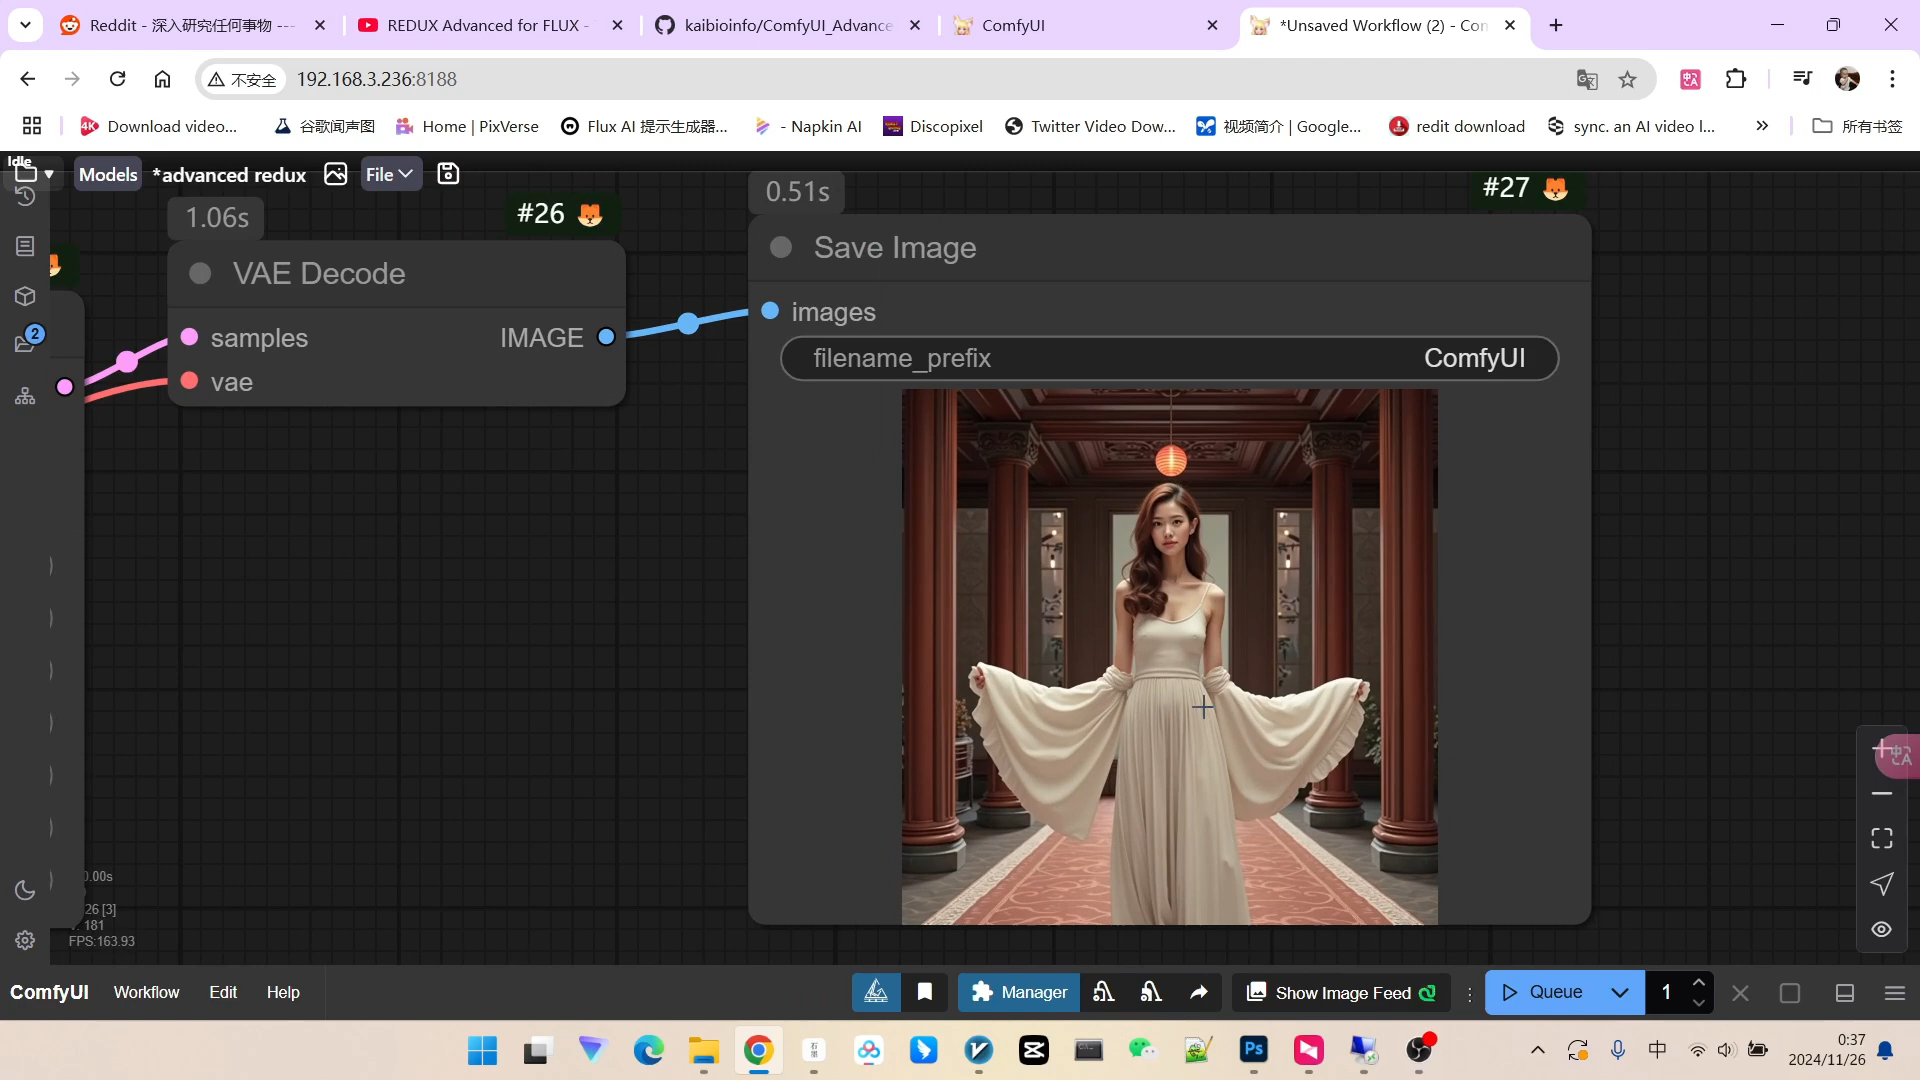 Reddit - 深入研究任何事物 ---
REDUX Advanced for FLUX -
kaibioinfo/ComfyUI_Advance
ComfyUI
*Unsaved Workflow (2) - Con
不安全
192.168.3.236:8188
Download video...
谷歌闻声图
Home | PixVerse
Flux AI 提示生成器...
- Napkin AI
Discopixel
Twitter Video Dow...
视频简介 | Google...
redit download
sync. an AI video l...
所有书签
Idle
Models
*advanced redux
File
1.06s
#26
0.51s
#27
VAE Decode
Save Image
samples
IMAGE
vae
images
filename_prefix
ComfyUI
2
0.00s
26 [3]
: 181
FPS:163.93
ComfyUI
Workflow
Edit
Help
Manager
Show Image Feed
Queue
1
中
0:37
2024/11/26